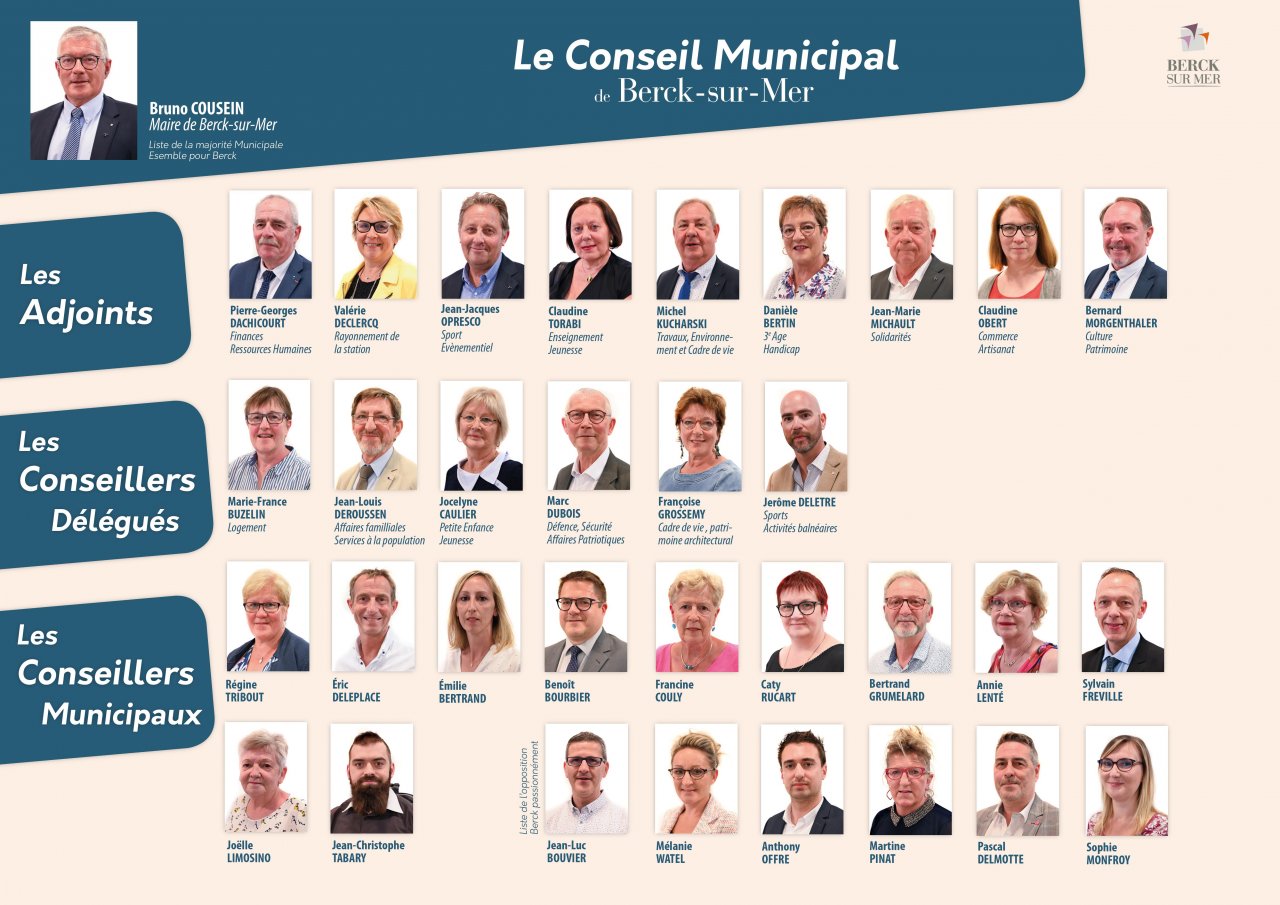 Le Conseil Municipal
de Berck-sur-Mer
BERCK
SUR MER
Bruno COUSEIN
Maire de Berck-sur-Mer
Liste de la majorité Municipale
Esemble pour Berck
Les
Adjoints
Pierre-Georges
DACHICOURT
Finances
Ressources Humaines
Valérie
DECLERCQ
Rayonnement de
la station
Jean-Jacques
OPRESCO
Sport
Evènementiel
Claudine
TORABI
Enseignement
Jeunesse
Michel
KUCHARSKI
Travaux, Environne-
ment et Cadre de vie
Danièle
BERTIN
3e Age
Handicap
Jean-Marie
MICHAULT
Solidarités
Claudine
OBERT
Commerce
Artisanat
Bernard
MORGENTHALER
Culture
Patrimoine
Les
Conseillers
Délégués
Marie-France
BUZELIN
Logement
Jean-Louis
DEROUSSEN
Affaires familliales
Services à la population
Jocelyne
CAULIER
Petite Enfance
Jeunesse
Marc
DUBOIS
Défence, Sécurité
Affaires Patriotiques
Françoise
GROSSEMY
Cadre de vie , patri-
moine architectural
Jerôme DELETRE
Sports
Activités balnéaires
Les
Conseillers
Municipaux
Régine
TRIBOUT
Éric
DELEPLACE
Émilie
BERTRAND
Benoît
BOURBIER
Francine
COULY
Caty
RUCART
Bertrand
GRUMELARD
Annie
LENTÉ
Sylvain
FREVILLE
Joëlle
LIMOSINO
Jean-Christophe
TABARY
Liste de l'opposition
Berck passionnément
Jean-Luc
BOUVIER
Mélanie
WATEL
Anthony
OFFRE
Martine
PINAT
Pascal
DELMOTTE
Sophie
MONFROY